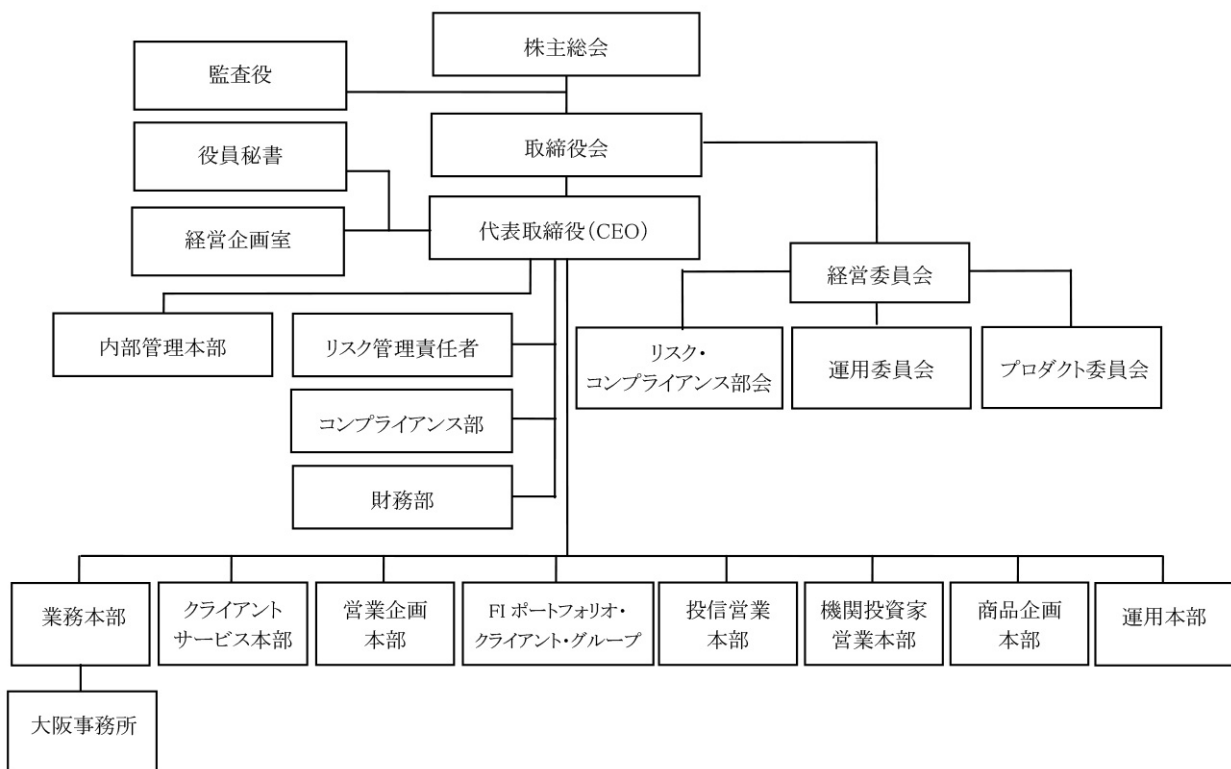 株主総会
監査役
取締役会
役員秘書
代表取締役(CEO)
経営企画室
経営委員会
内部管理本部
リスク管理責任者
リスク・
コンプライアンス部会
運用委員会
プロダクト委員会
コンプライアンス部
財務部
業務本部
クライアント
サービス本部
営業企画
本部
FI ポートフォリオ・
クライアント・グループ
投信営業
本部
機関投資家
営業本部
商品企画
本部
運用本部
大阪事務所